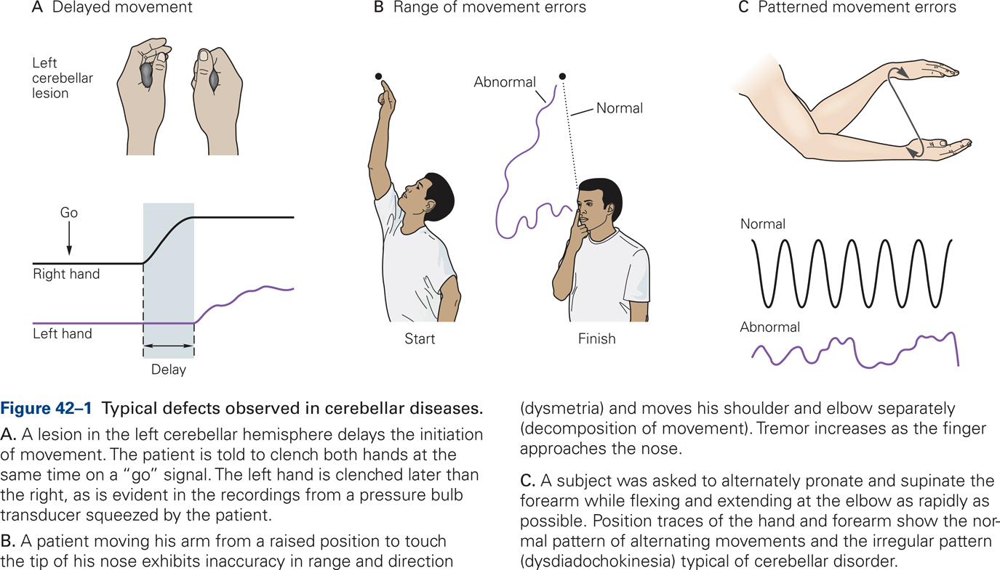 A Delayed movement
Left
cerebellar
lesion
Go
Right hand
Left hand
Delay
B Range of movement errors
Abnormal
Normal
Start
Finish
C Patterned movement errors
Normal
Abnormal
Figure 42–1 Typical defects observed in cerebellar diseases.
A. A lesion in the left cerebellar hemisphere delays the initiation
of movement. The patient is told to clench both hands at the
same time on a “go” signal. The left hand is clenched later than
the right, as is evident in the recordings from a pressure bulb
transducer squeezed by the patient.
B. A patient moving his arm from a raised position to touch
the tip of his nose exhibits inaccuracy in range and direction
(dysmetria) and moves his shoulder and elbow separately
(decomposition of movement). Tremor increases as the finger
approaches the nose.
C. A subject was asked to alternately pronate and supinate the
forearm while flexing and extending at the elbow as rapidly as
possible. Position traces of the hand and forearm show the nor-
mal pattern of alternating movements and the irregular pattern
(dysdiadochokinesia) typical of cerebellar disorder.